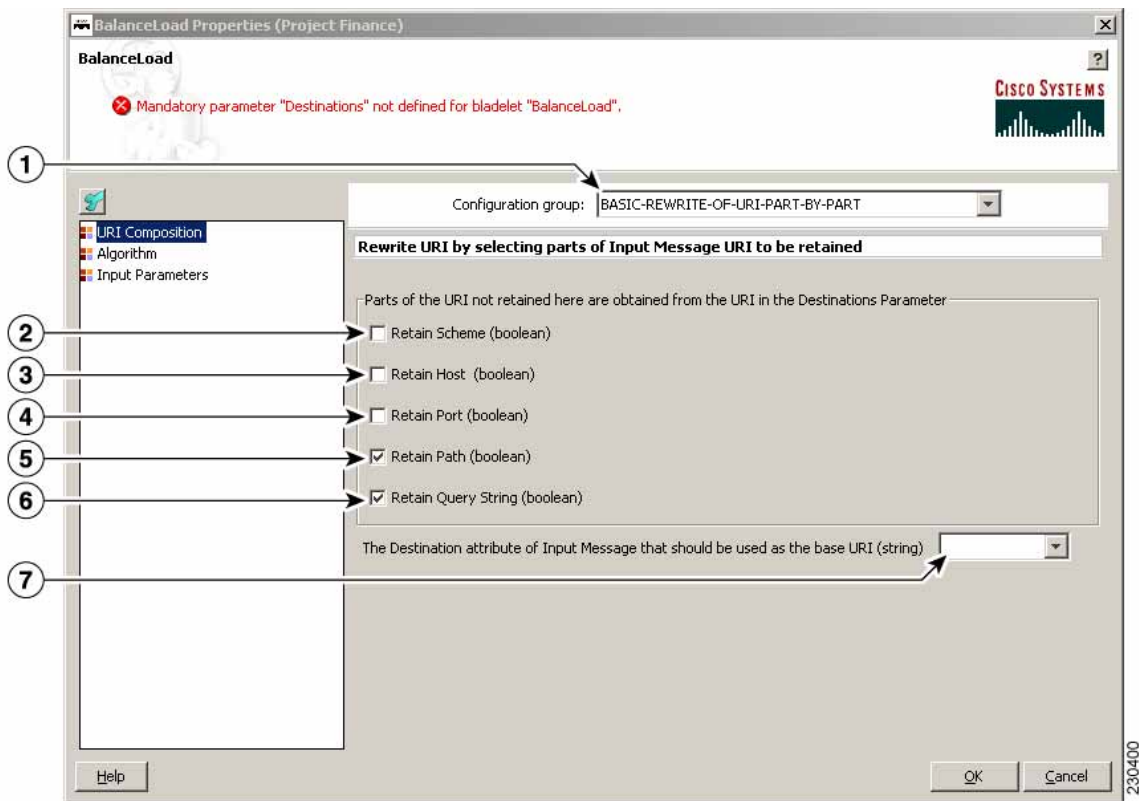 BalanceLoad Properties (Project Finance)
BalanceLoad
?
Mandatory parameter "Destinations" not defined for bladelet "BalanceLoad".
CISCO SYSTEMS
1
Configuration group: BASIC-REWRITE-OF-URI-PART-BY-PART
URI Composition
Algorithm
Input Parameters
Rewrite URI by selecting parts of Input Message URI to be retained
Parts of the URI not retained here are obtained from the URI in the Destinations Parameter
2 Retain Scheme (boolean)
3 Retain Host (boolean)
4 Retain Port (boolean)
5 Retain Path (boolean)
6 Retain Query String (boolean)
The Destination attribute of Input Message that should be used as the base URI (string)
7
Help
OK
Cancel
230400